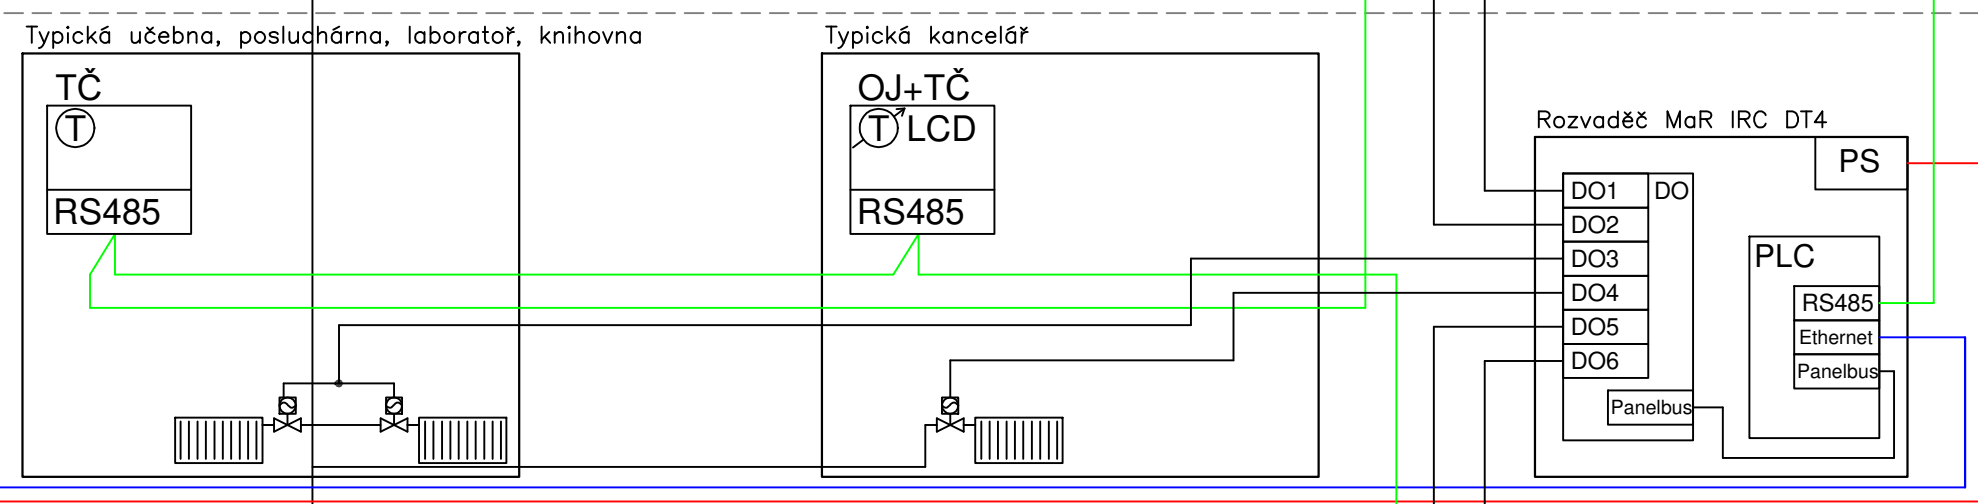 Typická učebna, posluchárna, laboratoř, knihovna
TČ
T
RS485
Typická kancelář
OJ+TČ
T LCD
RS485
Rozvaděč MaR IRC DT4
PS
DO1 DO
DO2
DO3
DO4
DO5
DO6
Panelbus
PLC
RS485
Ethernet
Panelbus